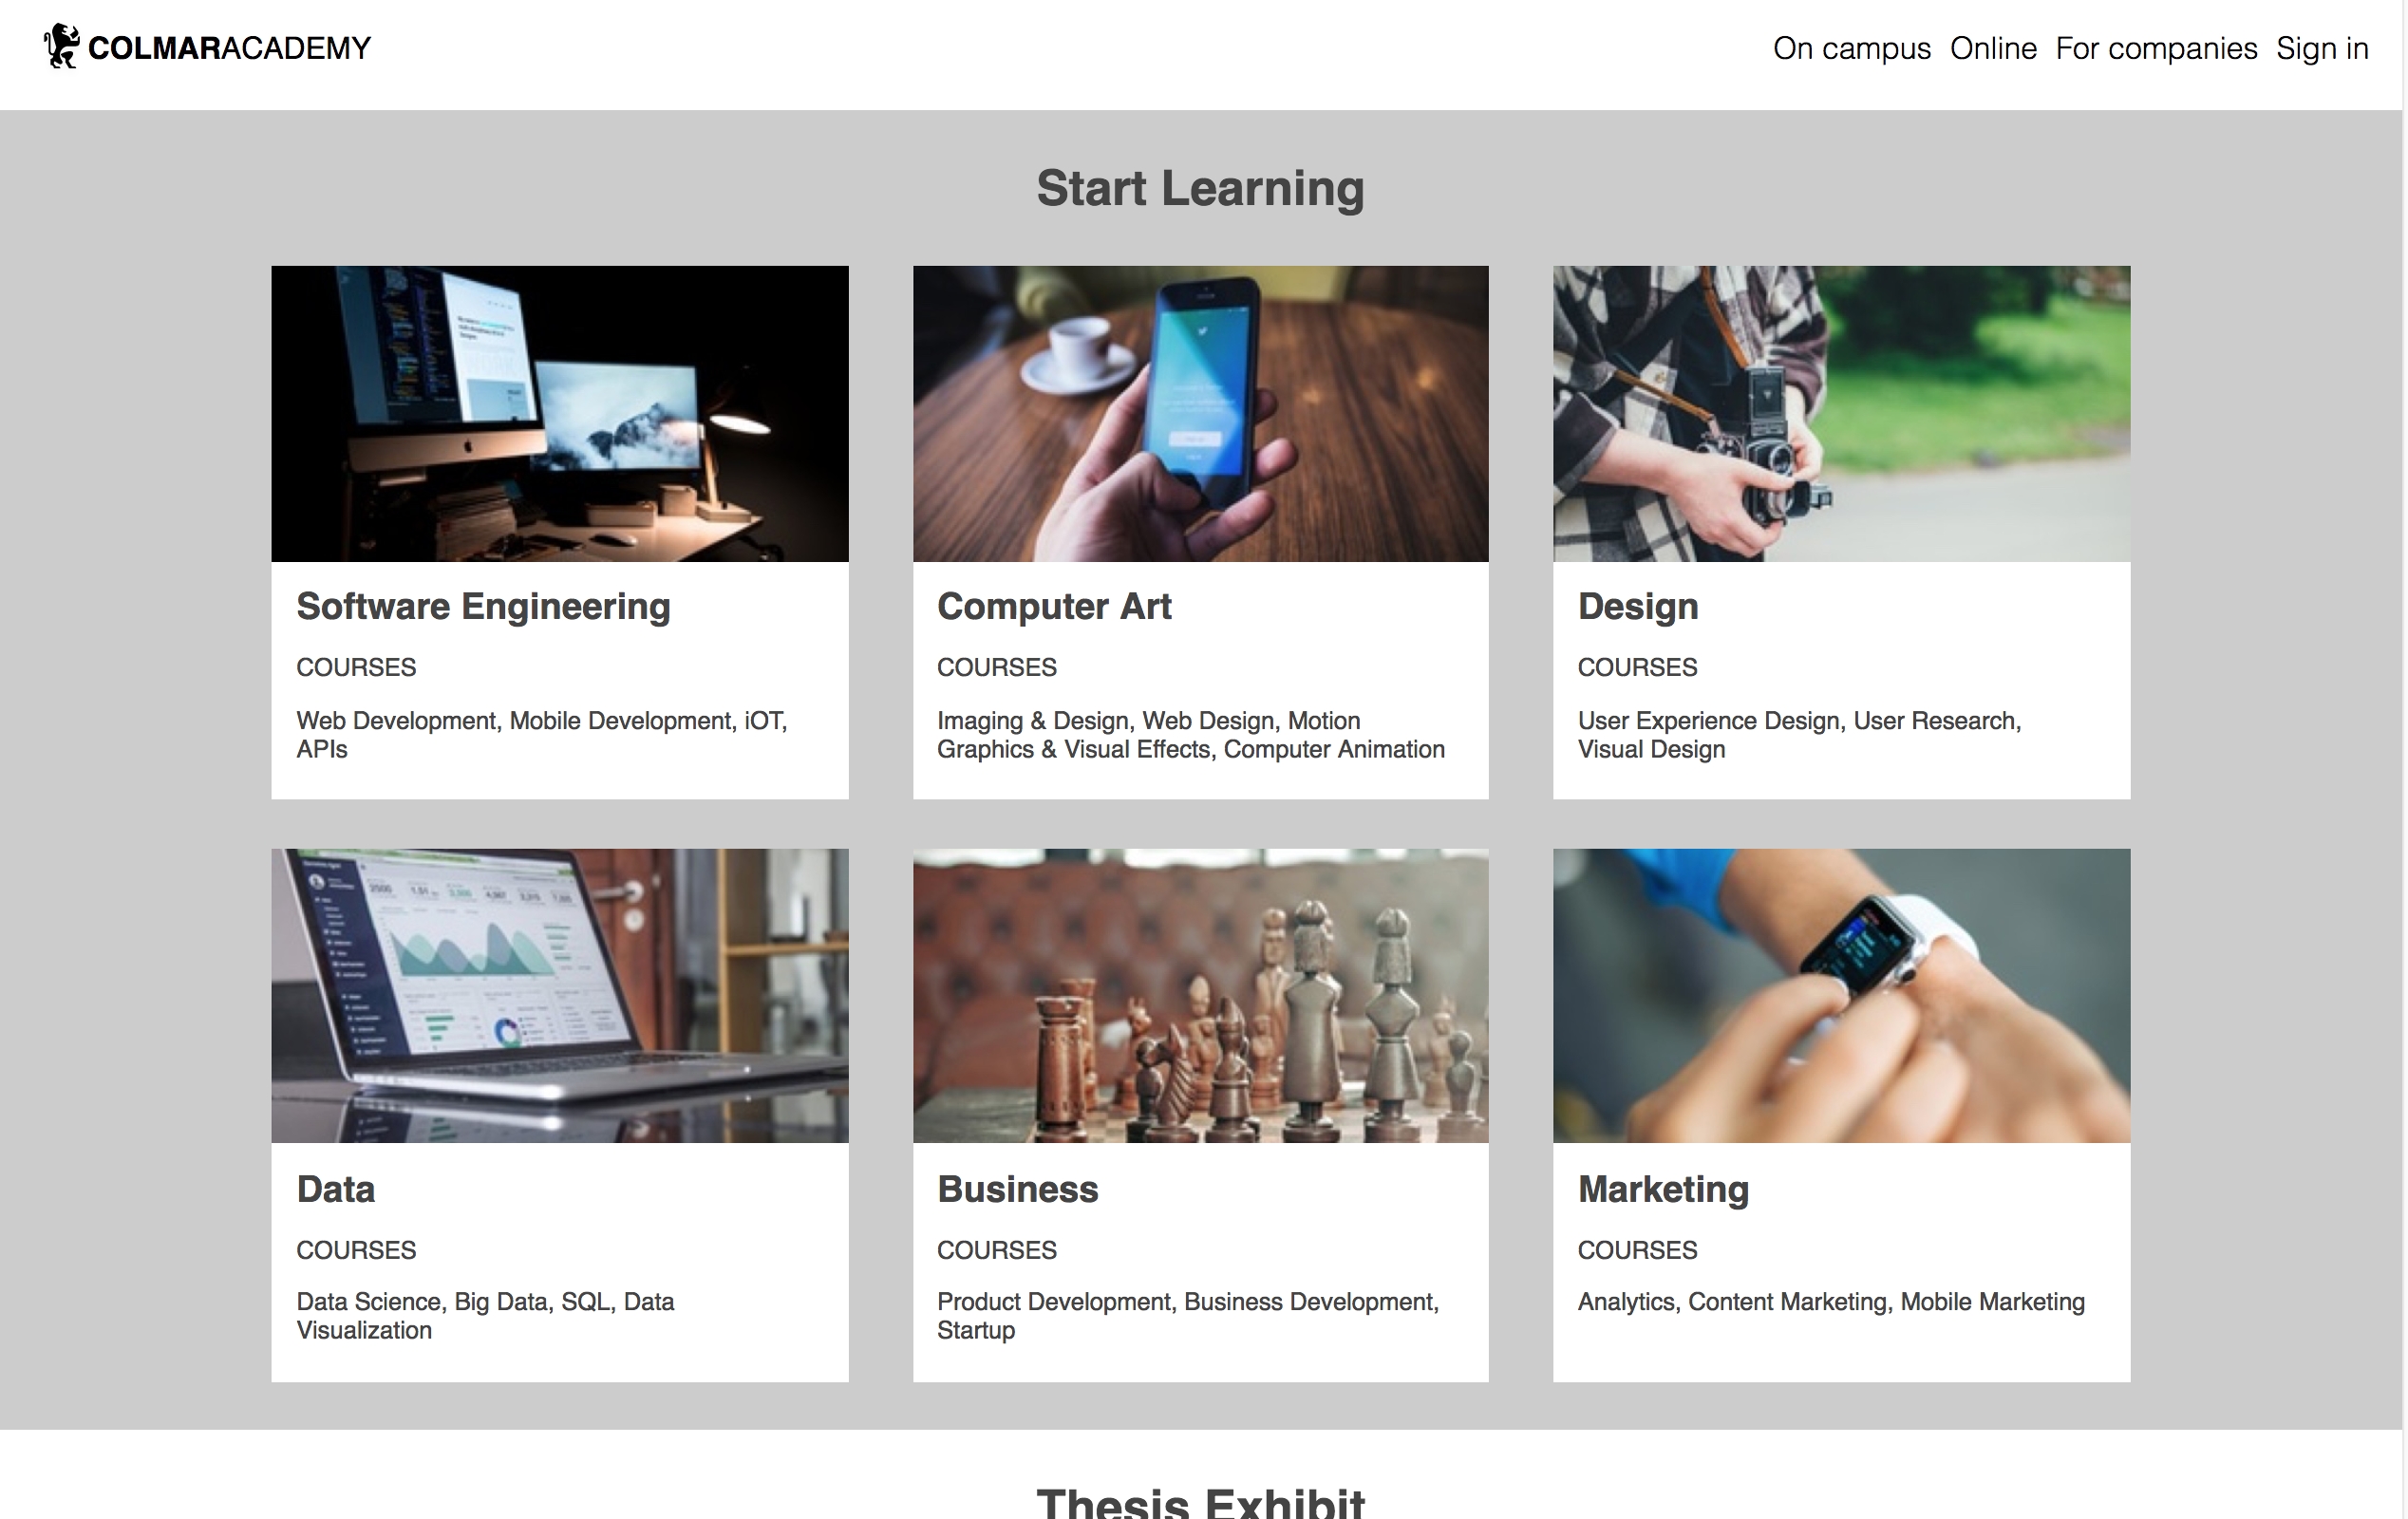 COLMARACADEMY
On campus Online For companies Sign in
Start Learning
Software Engineering
COURSES
Web Development, Mobile Development, iOT,
APIs
Computer Art
COURSES
Imaging & Design, Web Design, Motion
Graphics & Visual Effects, Computer Animation
Design
COURSES
User Experience Design, User Research,
Visual Design
Data
COURSES
Data Science, Big Data, SQL, Data
Visualization
Business
COURSES
Product Development, Business Development,
Startup
Marketing
COURSES
Analytics, Content Marketing, Mobile Marketing
Thesis Exhibit